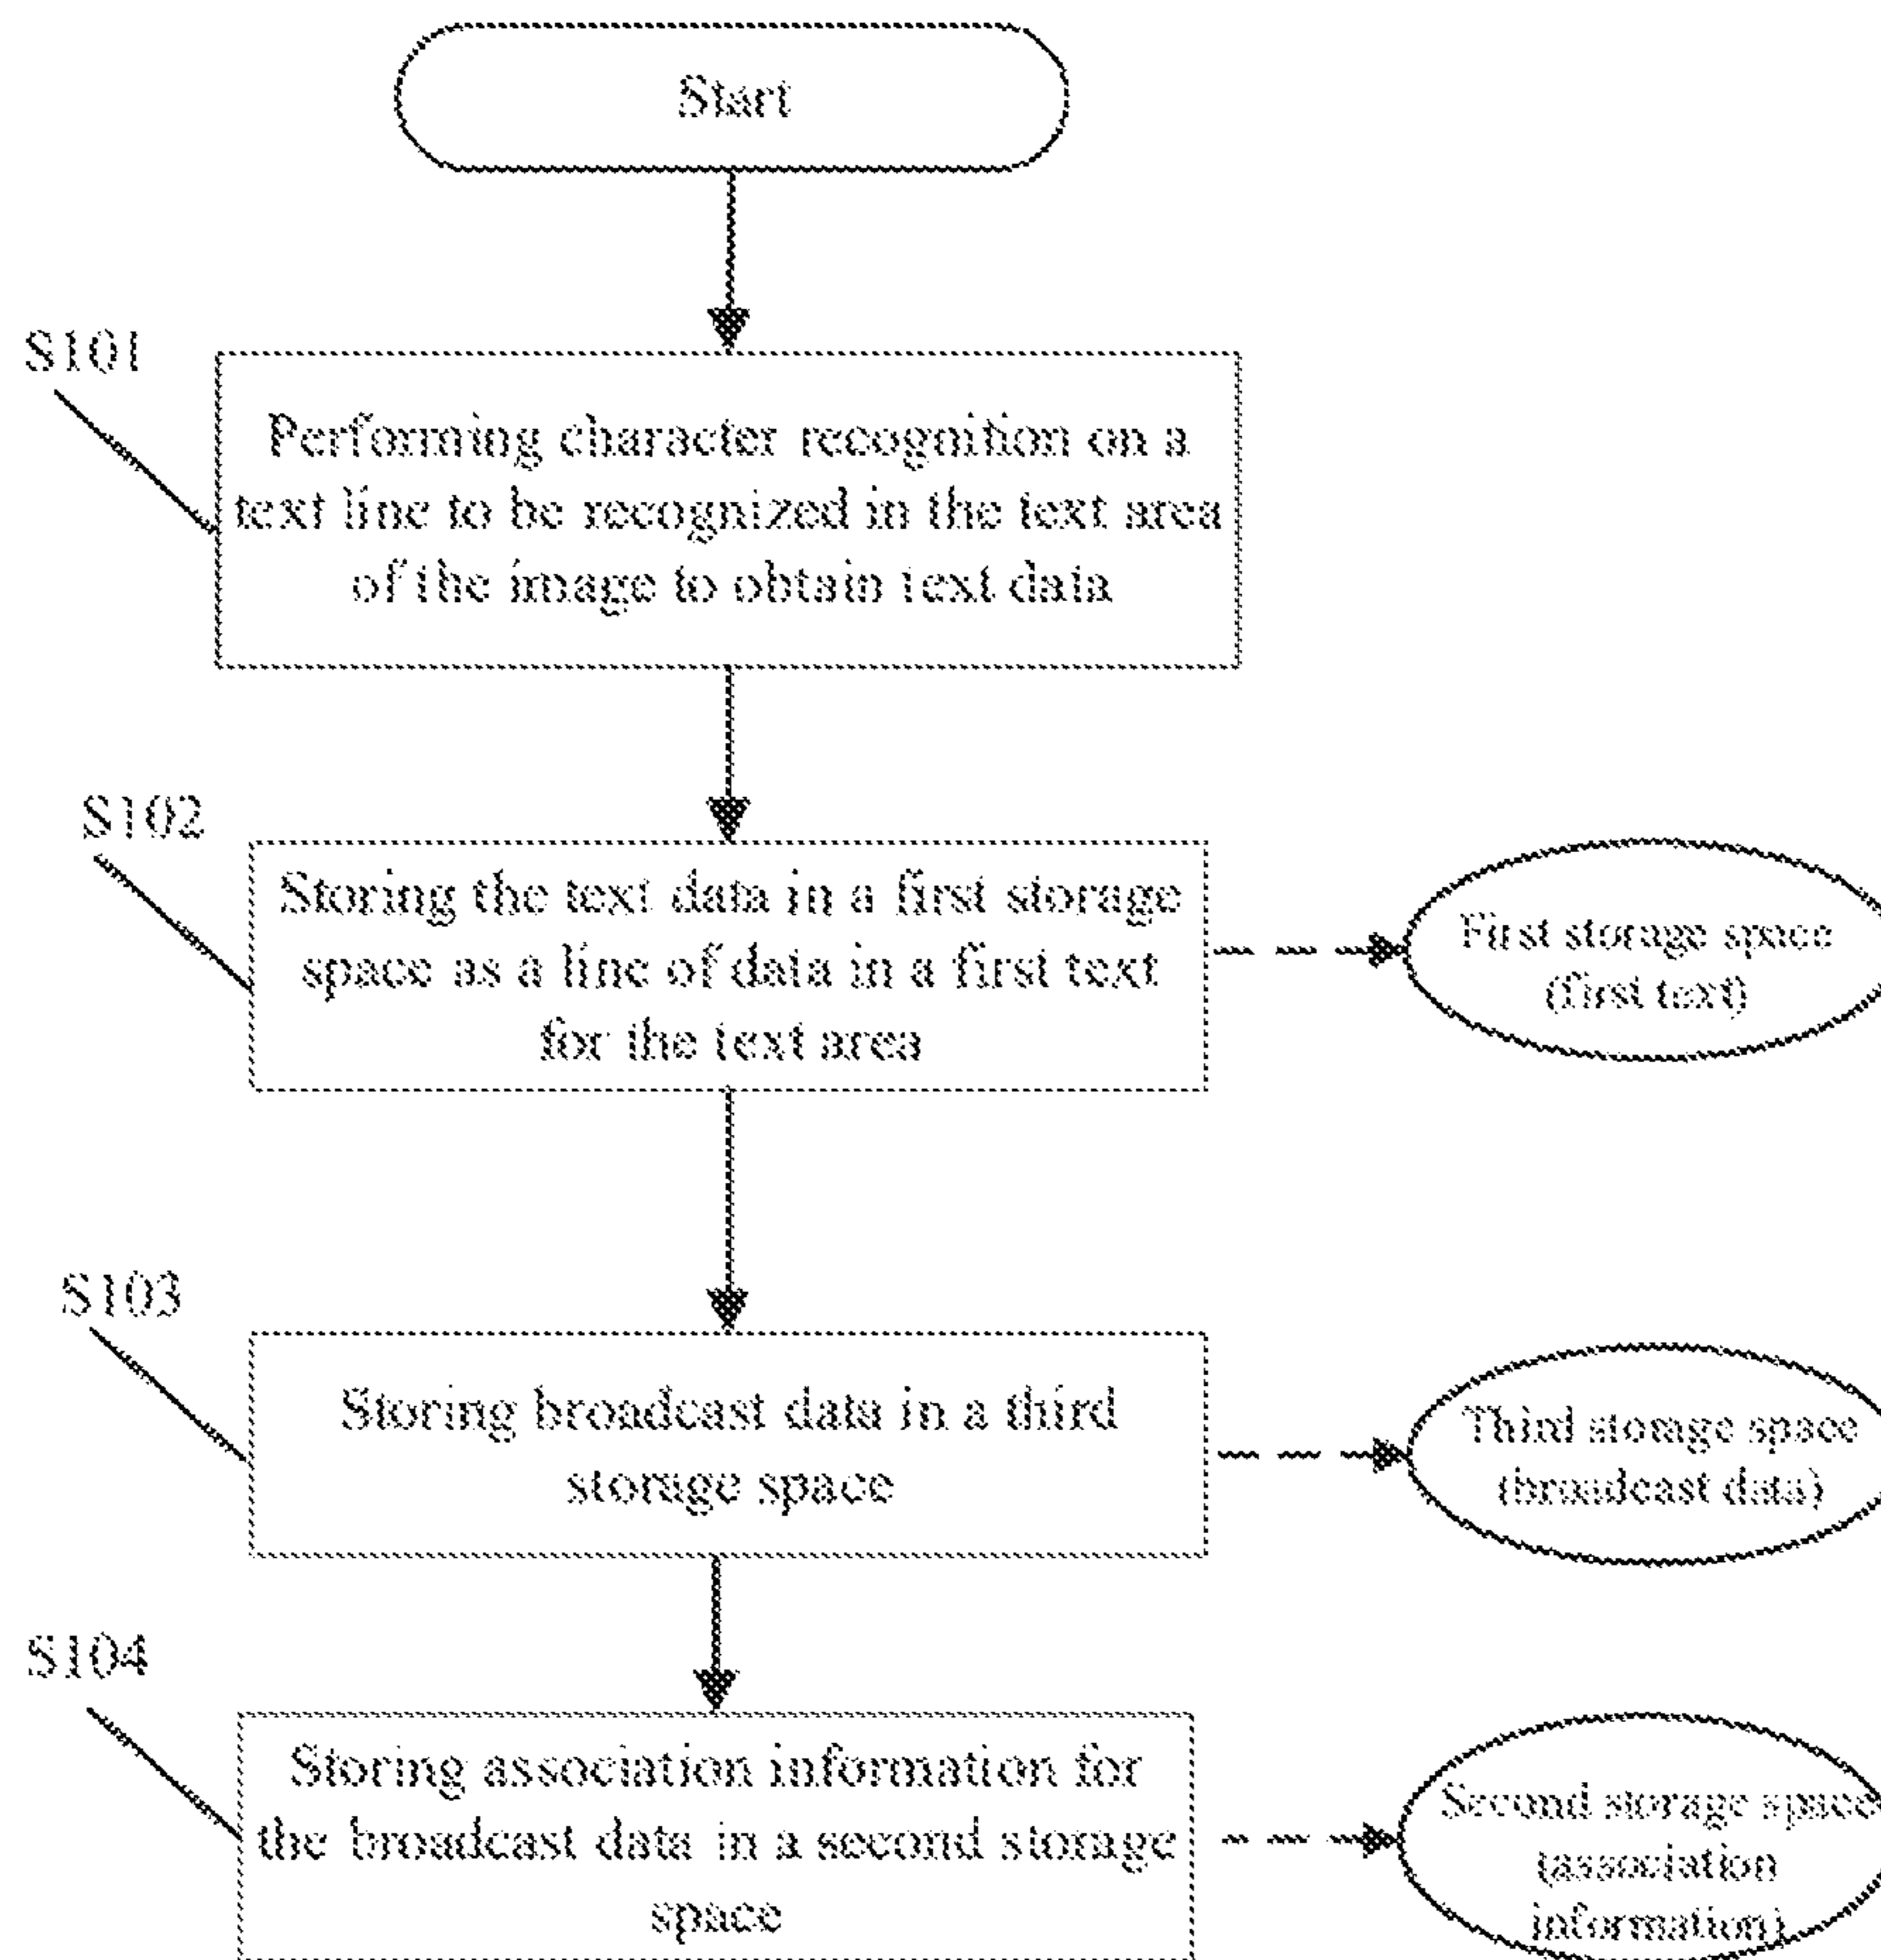 Start
S101
Performing character recognition on a
text line to be recognized in the text area
of the image to obtain text data
S102
Storing the text data in a first storage
space as a line of data in a first text
for the text area
First storage space
(first text)
S103
Storing broadcast data in a third
storage space
Third storage space
(broadcast data)
S104
Storing association information for
the broadcast data in a second storage
space
Second storage space
(association
information)